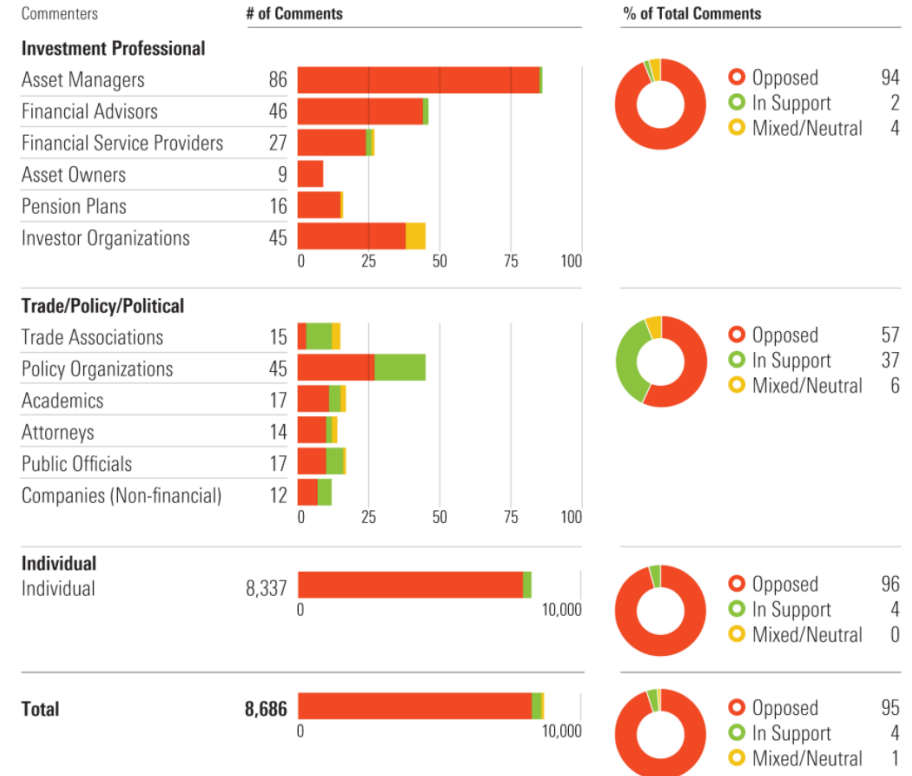 Commenters # of Comments % of Total Comments
Investment Professional
Asset Managers 86
Financial Advisors 46
Financial Service Providers 27
Asset Owners 9
Pension Plans 16
Investor Organizations 45
0 25 50 75 100
Opposed 94
In Support 2
Mixed/Neutral 4
Trade/Policy/Political
Trade Associations 15
Policy Organizations 45
Academics 17
Attorneys 14
Public Officials 17
Companies (Non-financial) 12
0 25 50 75 100
Opposed 57
In Support 37
Mixed/Neutral 6
Individual
Individual 8,337
0 10,000
Opposed 96
In Support 4
Mixed/Neutral 0
Total 8,686
0 10,000
Opposed 95
In Support 4
Mixed/Neutral 1